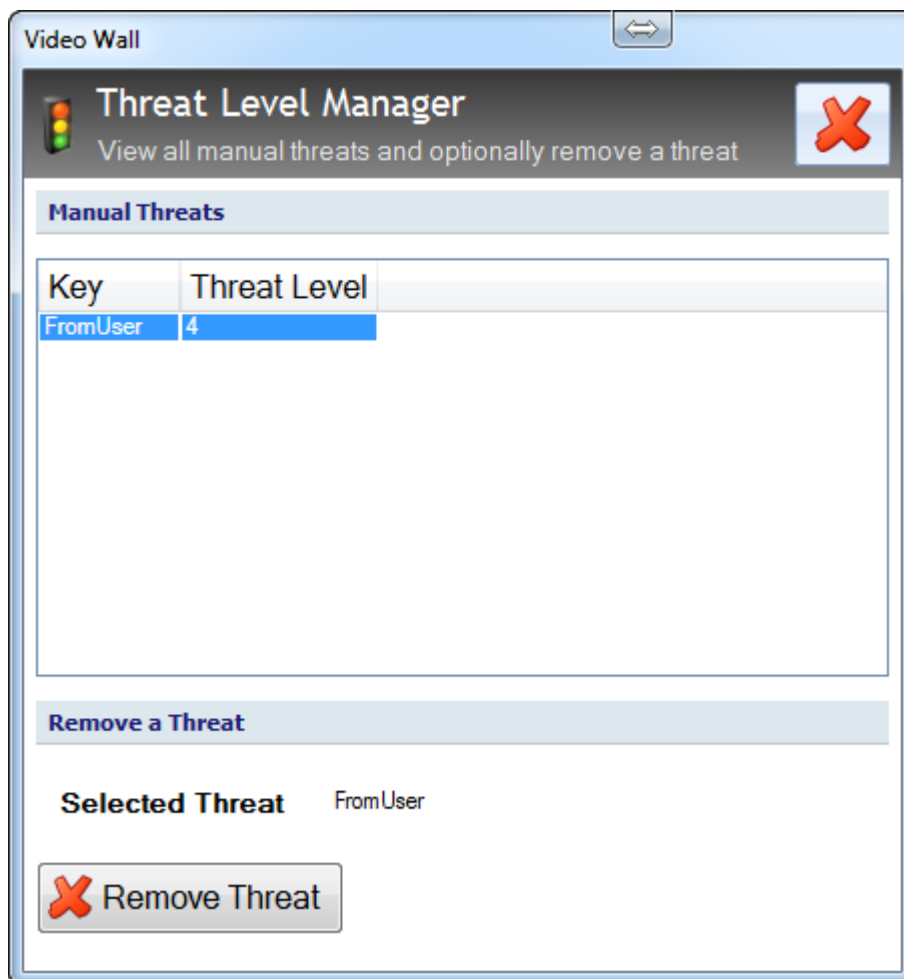 Video Wall
Threat Level Manager
View all manual threats and optionally remove a threat
Manual Threats
Key Threat Level
FromUser 4
Remove a Threat
Selected Threat FromUser
Remove Threat